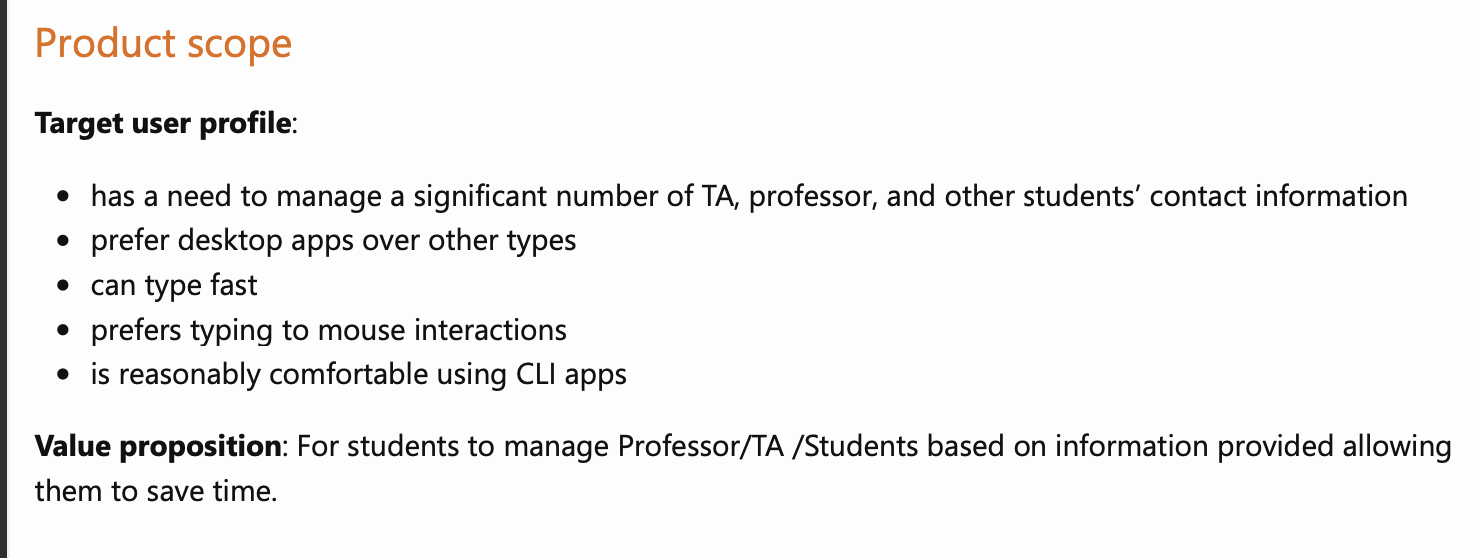 Product scope
Target user profile:
• has a need to manage a significant number of TA, professor, and other students’ contact information
• prefer desktop apps over other types
• can type fast
• prefers typing to mouse interactions
• is reasonably comfortable using CLI apps
Value proposition: For students to manage Professor/TA /Students based on information provided allowing
them to save time.